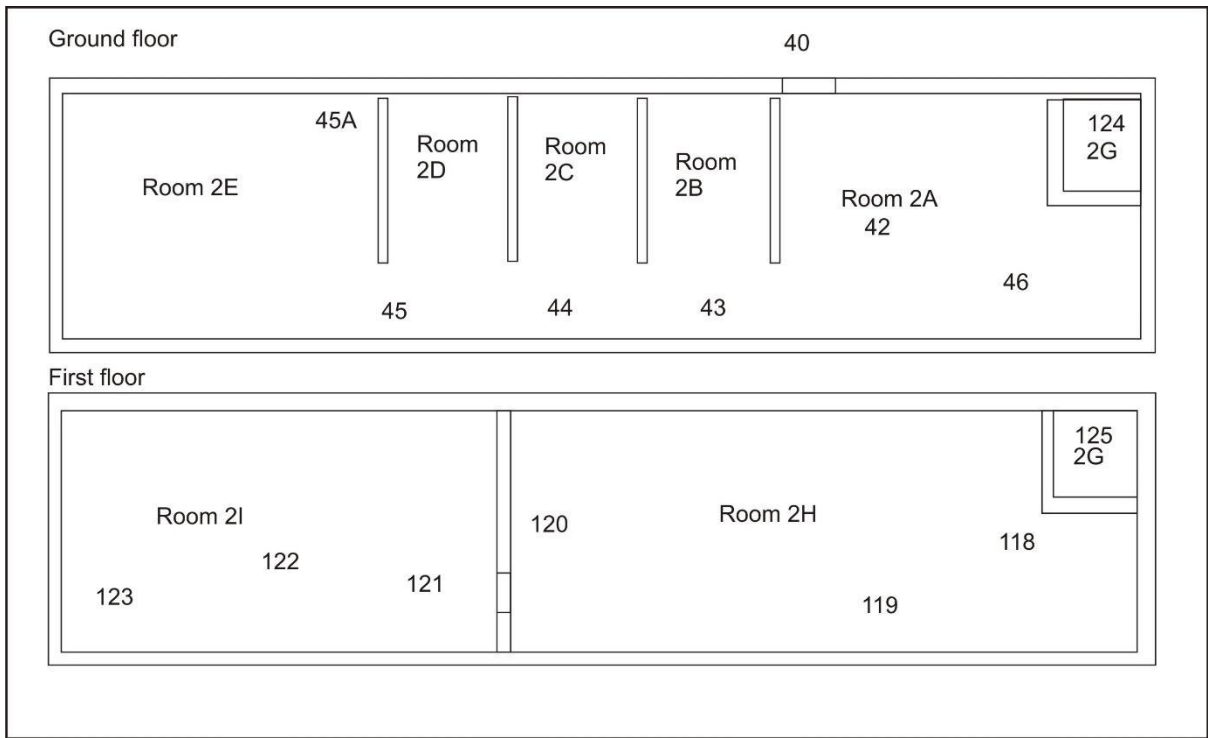 Ground floor
40
45A
Room
2D
Room
2C
Room
2B
124
2G
Room 2E
Room 2A
42
46
45
44
43
First floor
125
2G
Room 2I
120
Room 2H
118
122
121
123
119